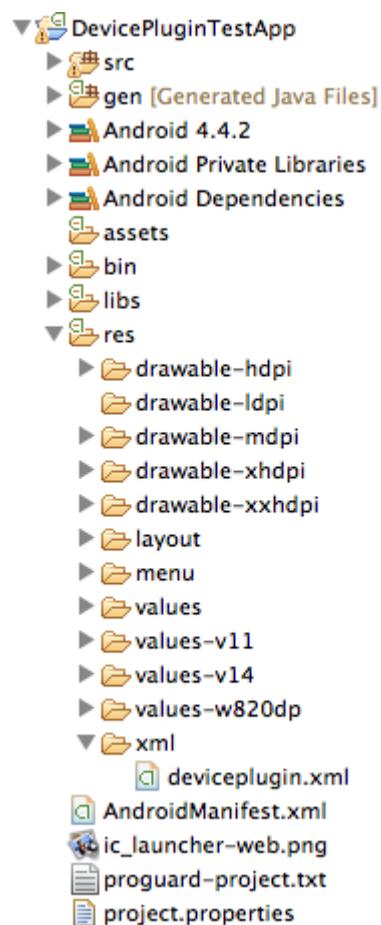 DevicePluginTestApp
src
gen [Generated Java Files]
Android 4.4.2
Android Private Libraries
Android Dependencies
assets
bin
libs
res
drawable-hdpi
drawable-ldpi
drawable-mdpi
drawable-xhdpi
drawable-xxhdpi
layout
menu
values
values-v11
values-v14
values-w820dp
xml
deviceplugin.xml
AndroidManifest.xml
ic_launcher-web.png
proguard-project.txt
project.properties